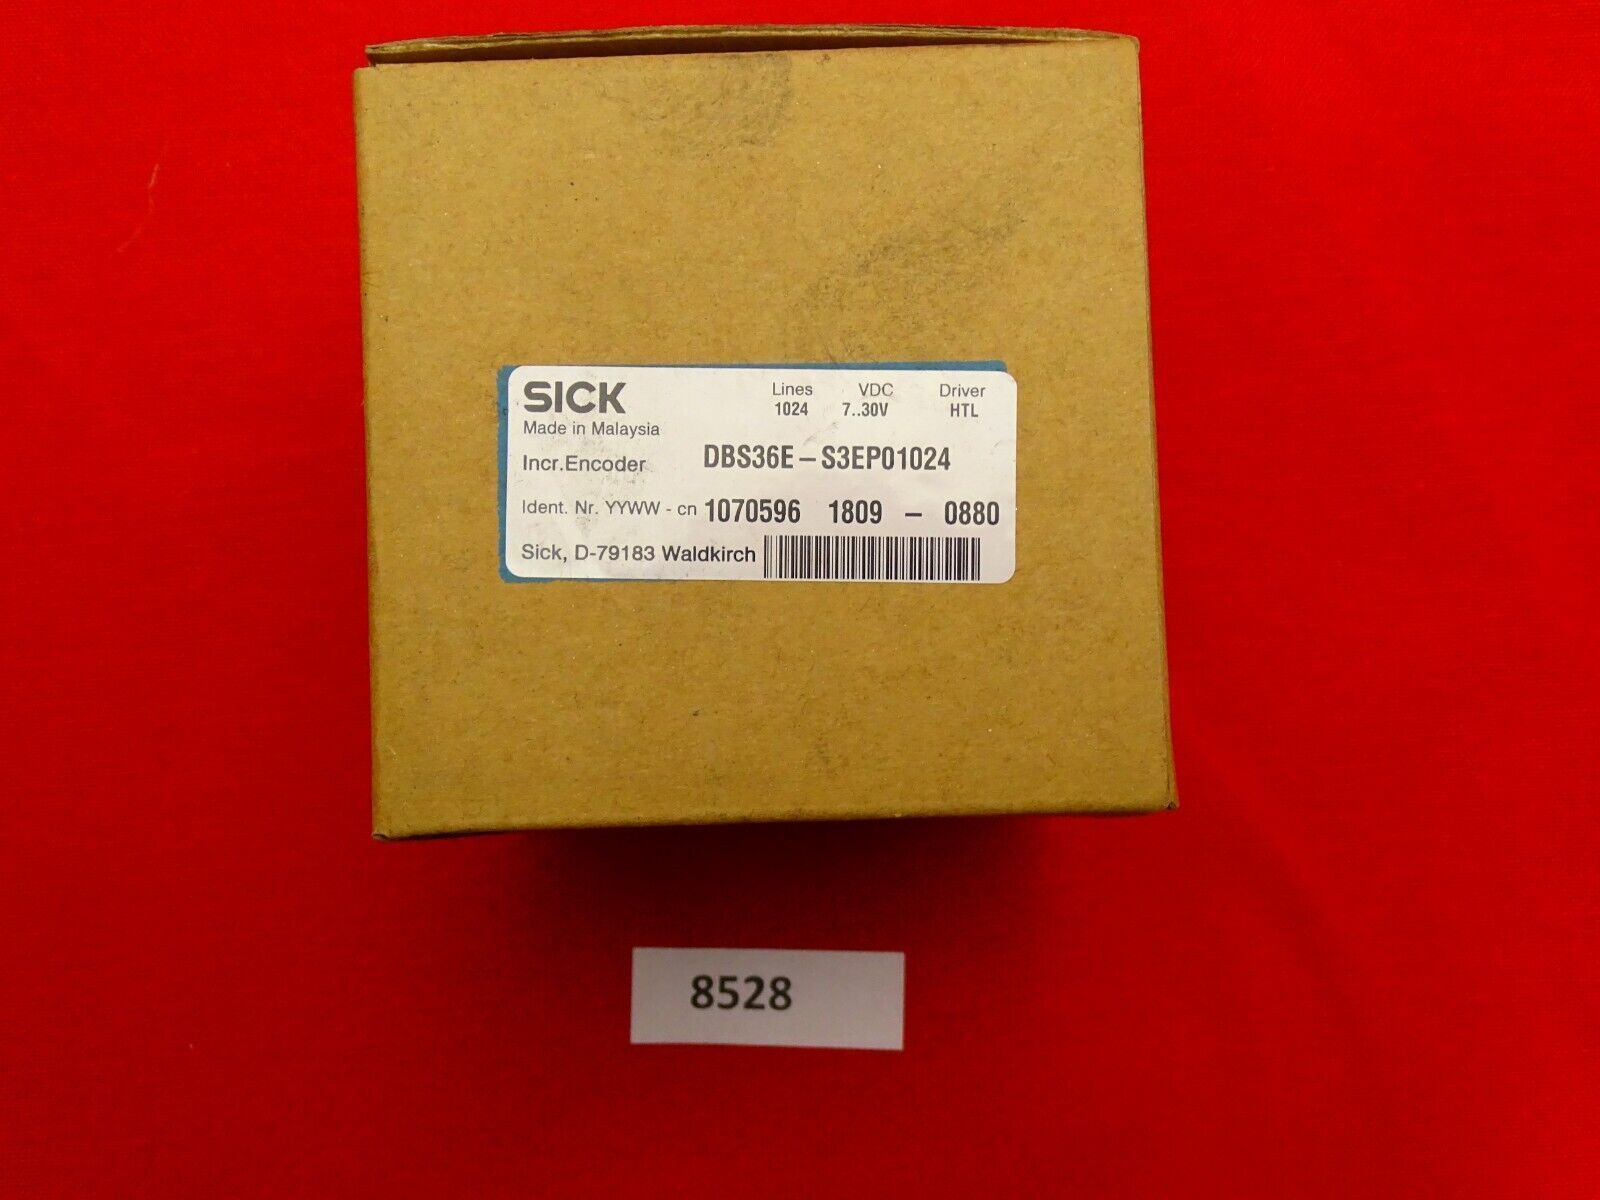 SICK Lines VDC Driver
1024 7..30V HTL
Made in Malaysia
Incr.Encoder DBS36E-S3EP01024
Ident. Nr. YYWW - cn 1070596 1809 - 0880
Sick, D-79183 Waldkirch
8528